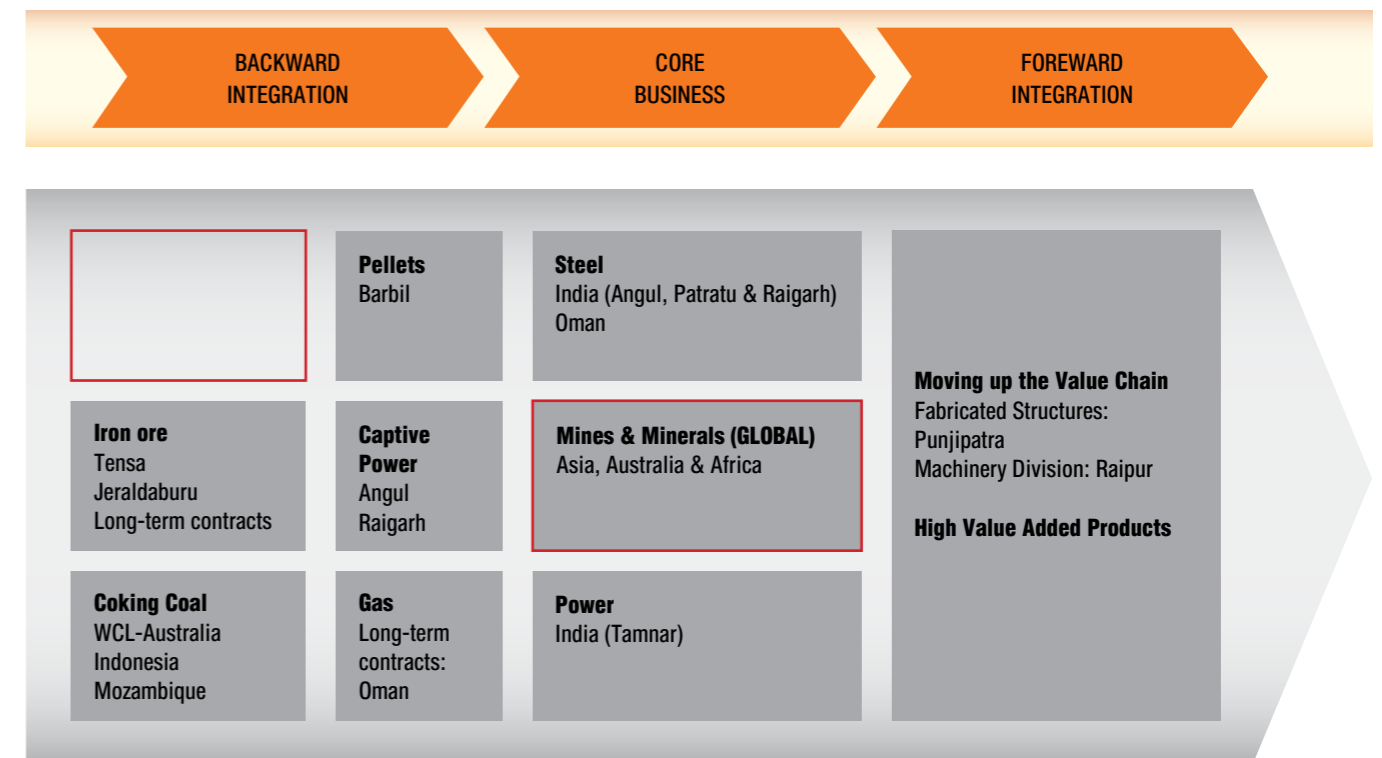 BACKWARD
INTEGRATION
CORE
BUSINESS
FOREWARD
INTEGRATION
Pellets
Barbil
Steel
India (Angul, Patratu & Raigarh)
Oman
Iron ore
Tensa
Jeraldaburu
Long-term contracts
Captive
Power
Angul
Raigarh
Mines & Minerals (GLOBAL)
Asia, Australia & Africa
Coking Coal
WCL-Australia
Indonesia
Mozambique
Gas
Long-term
contracts:
Oman
Power
India (Tamnar)
Moving up the Value Chain
Fabricated Structures:
Punjipatra
Machinery Division: Raipur
High Value Added Products